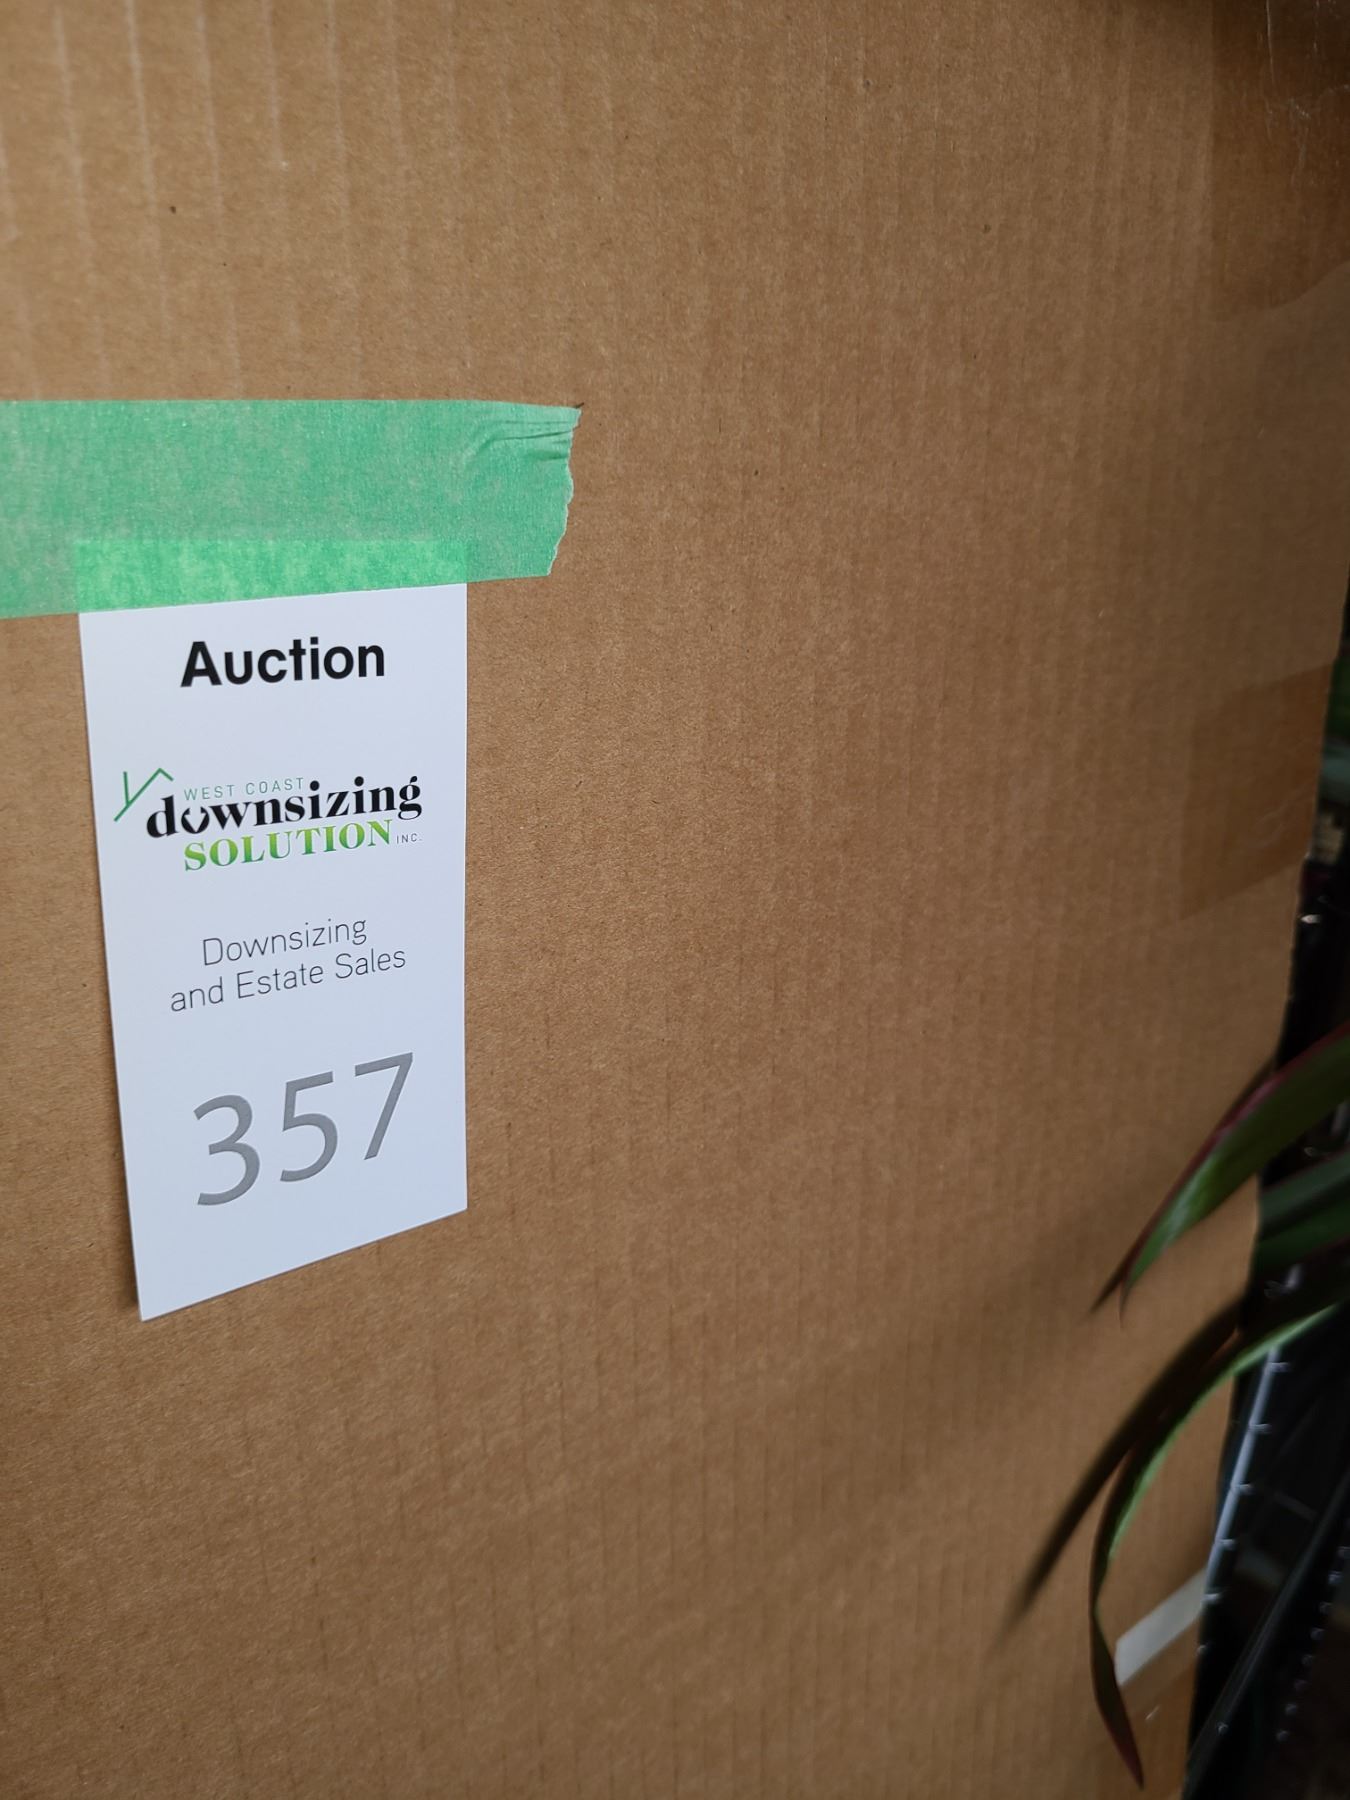 Auction
WEST COAST
downsizing
SOLUTION INC.
Downsizing
and Estate Sales
357